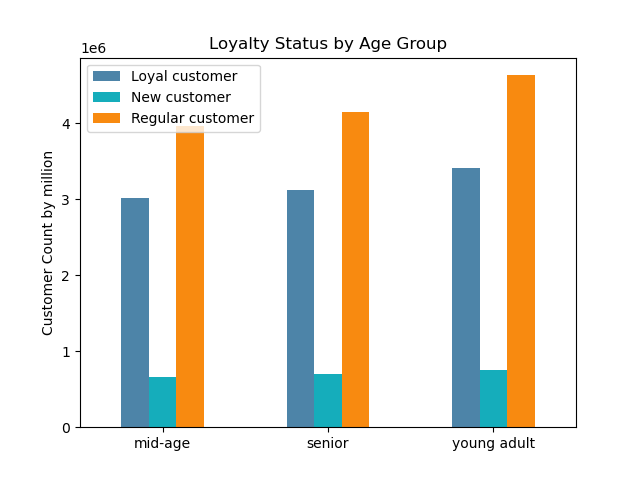 Loyalty Status by Age Group
1e6
Loyal customer
New customer
Regular customer
Customer Count by million
4
3
2
1
0
mid-age
senior
young adult